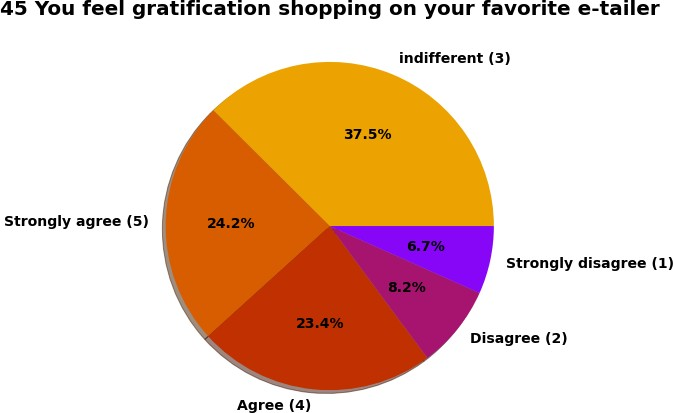 45 You feel gratification shopping on your favorite e-tailer
indifferent (3)
37.5%
Strongly agree (5)
24.2%
6.7%
Strongly disagree (1)
8.2%
23.4%
Disagree (2)
Agree (4)